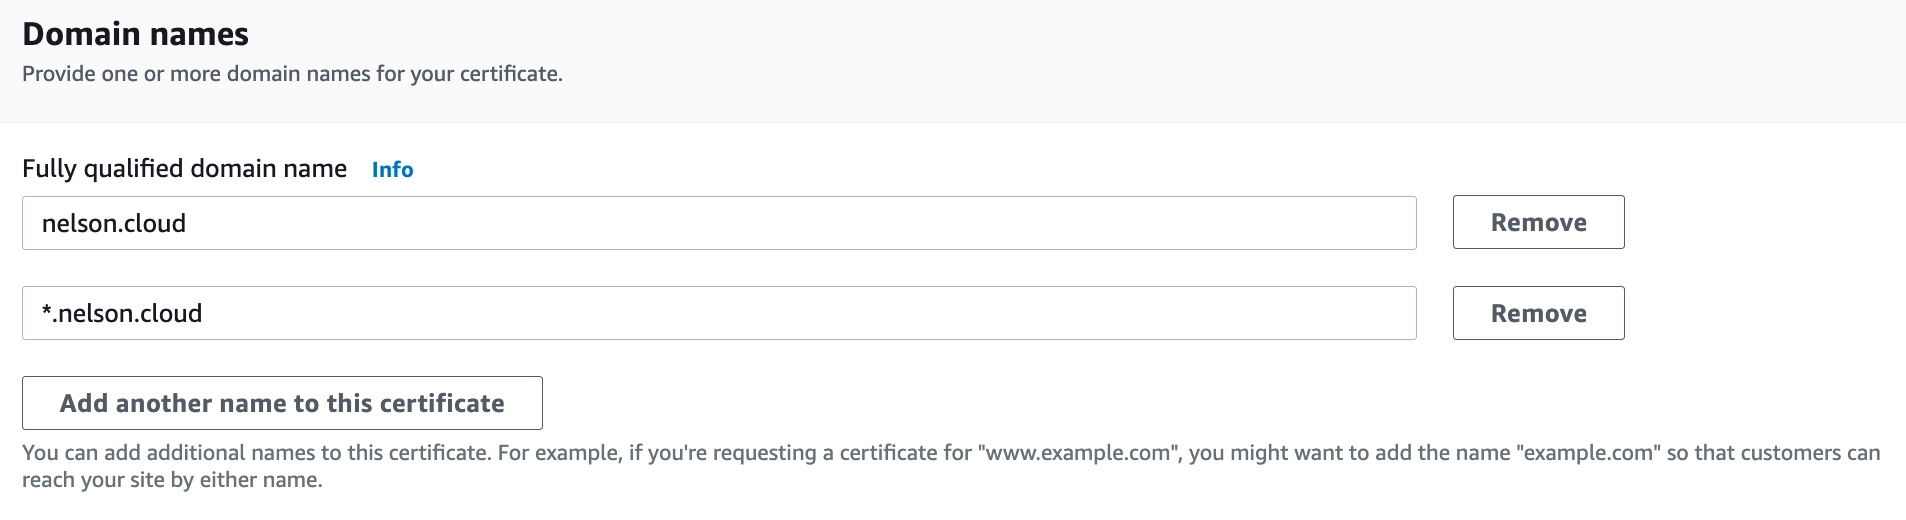 Domain names
Provide one or more domain names for your certificate.
Fully qualified domain name Info
nelson.cloud Remove
*.nelson.cloud Remove
Add another name to this certificate
You can add additional names to this certificate. For example, if you're requesting a certificate for "www.example.com", you might want to add the name "example.com" so that customers can
reach your site by either name.